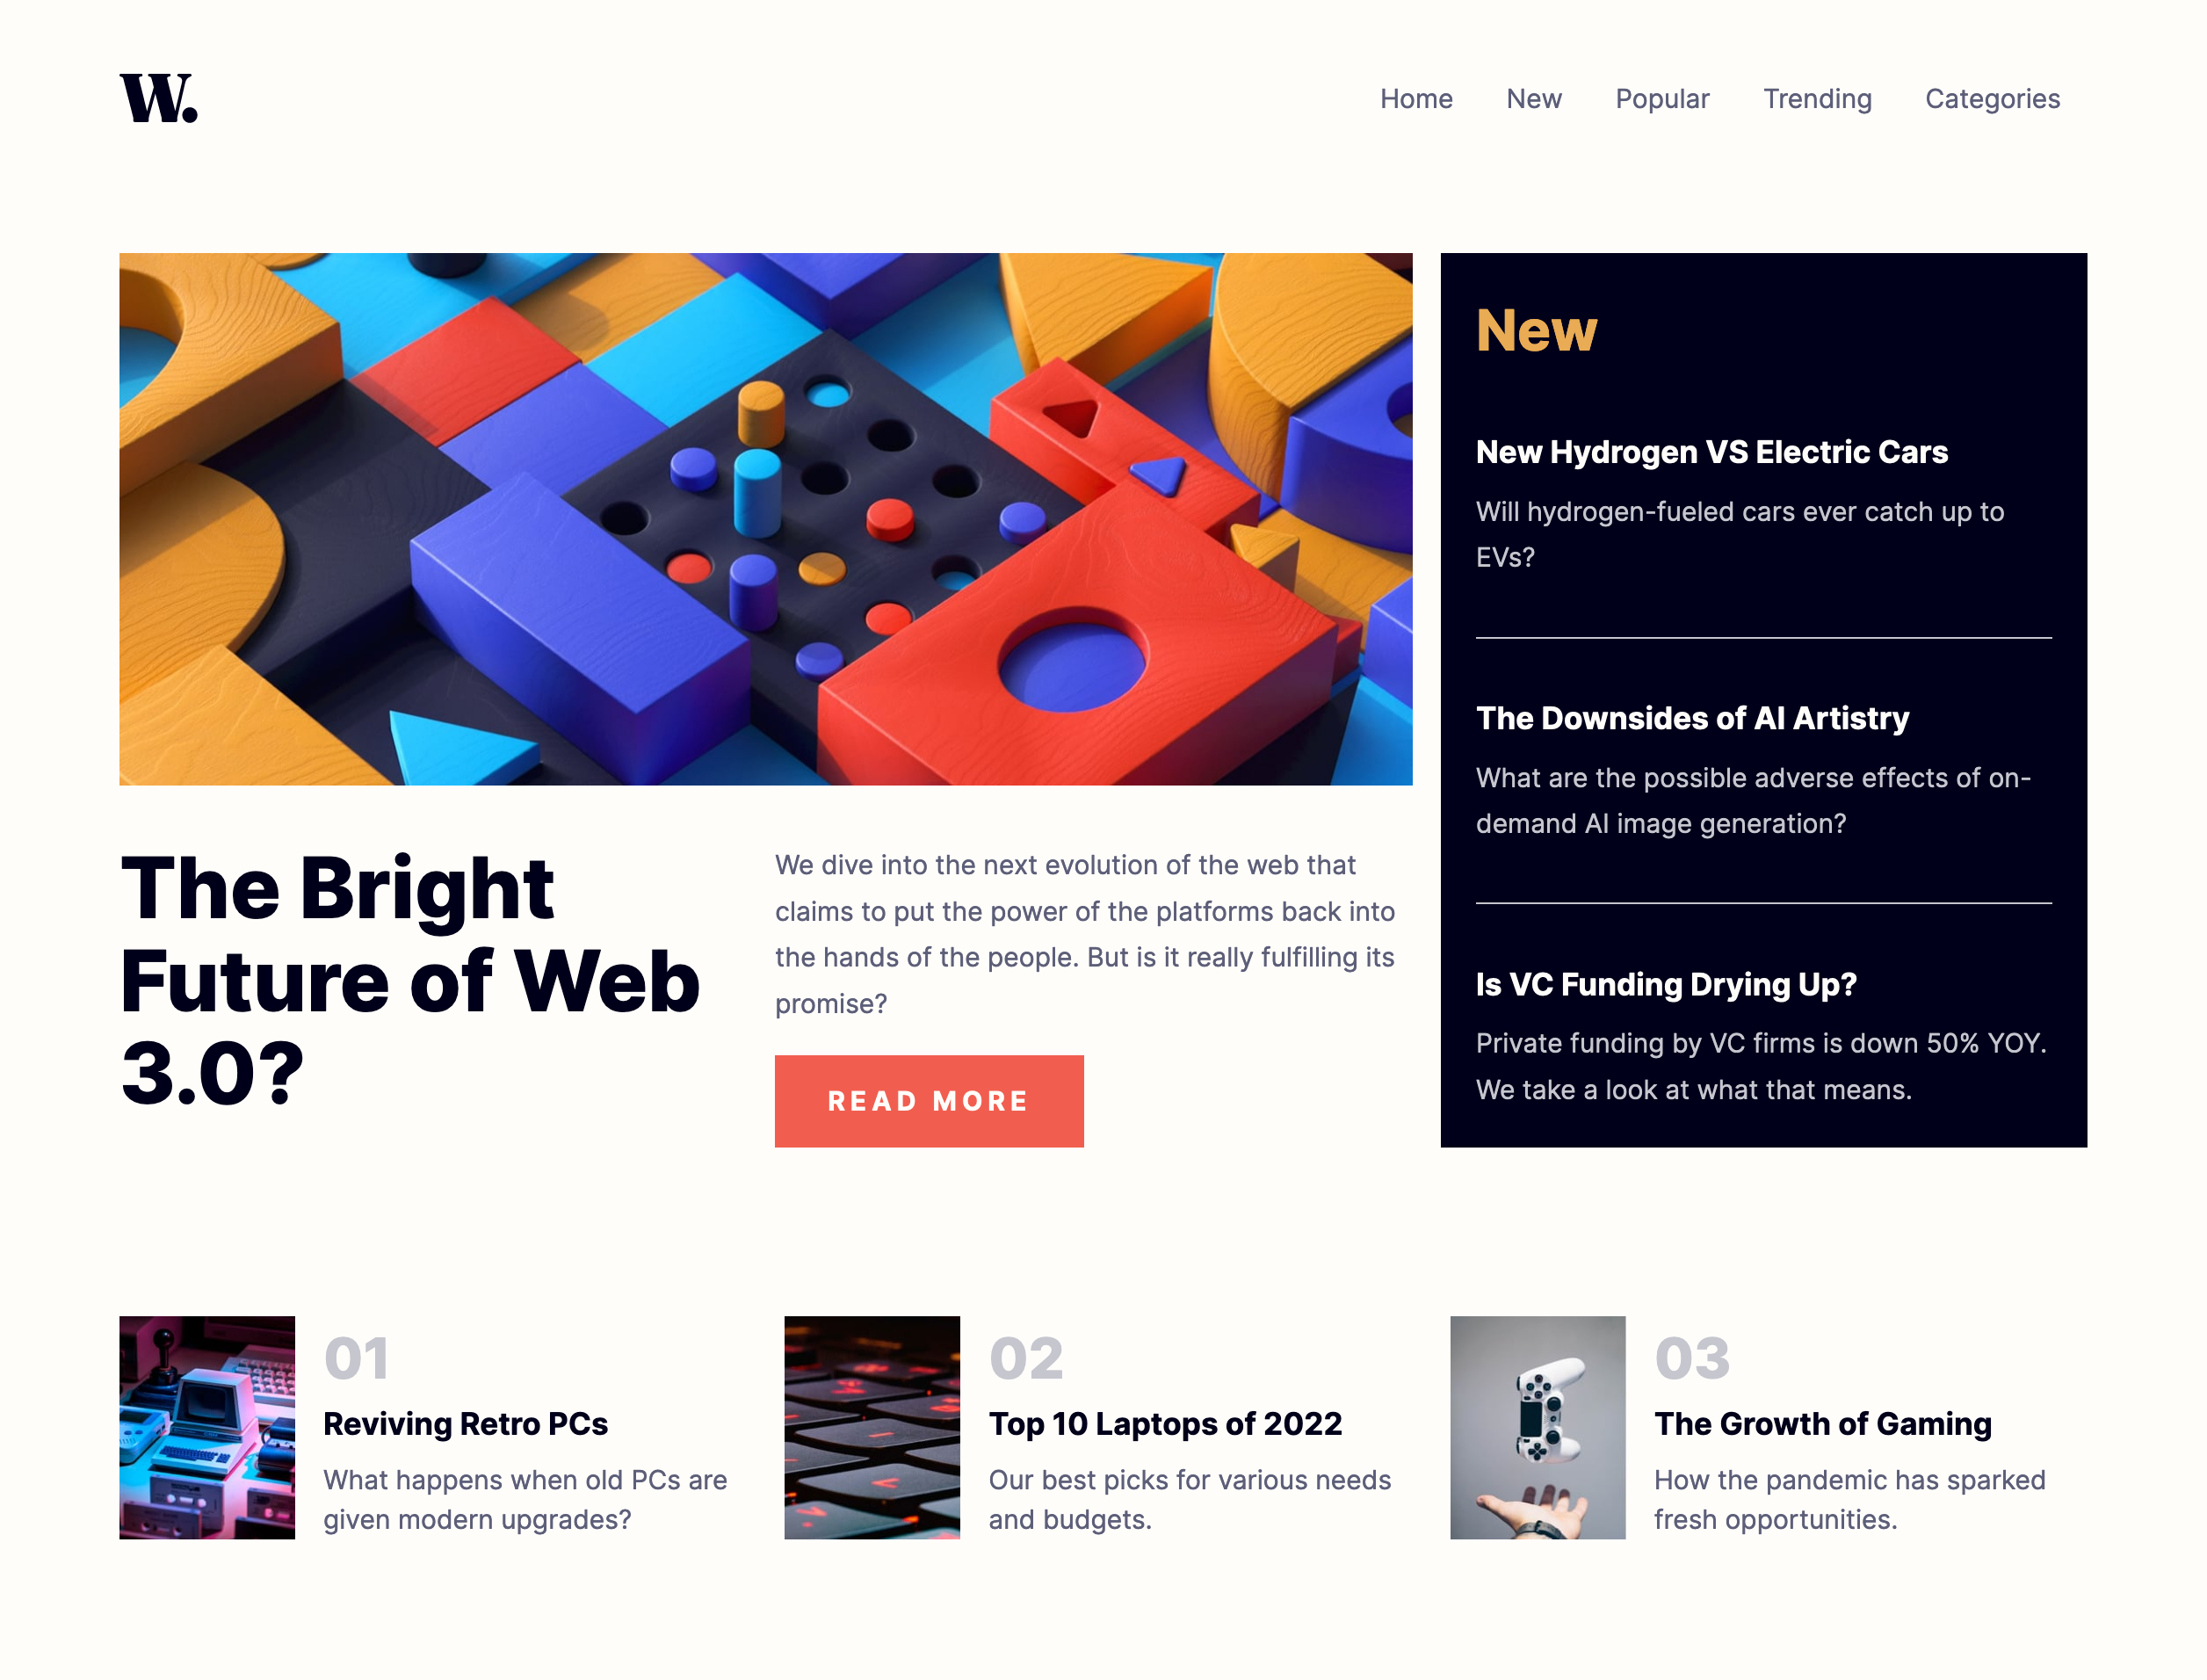 W.
Home New Popular Trending Categories
The Bright
Future of Web
3.0?
We dive into the next evolution of the web that
claims to put the power of the platforms back into
the hands of the people. But is it really fulfilling its
promise?
READ MORE
New
New Hydrogen VS Electric Cars
Will hydrogen-fueled cars ever catch up to
EVs?
The Downsides of AI Artistry
What are the possible adverse effects of on-
demand AI image generation?
Is VC Funding Drying Up?
Private funding by VC firms is down 50% YOY.
We take a look at what that means.
01
Reviving Retro PCs
What happens when old PCs are
given modern upgrades?
02
Top 10 Laptops of 2022
Our best picks for various needs
and budgets.
03
The Growth of Gaming
How the pandemic has sparked
fresh opportunities.